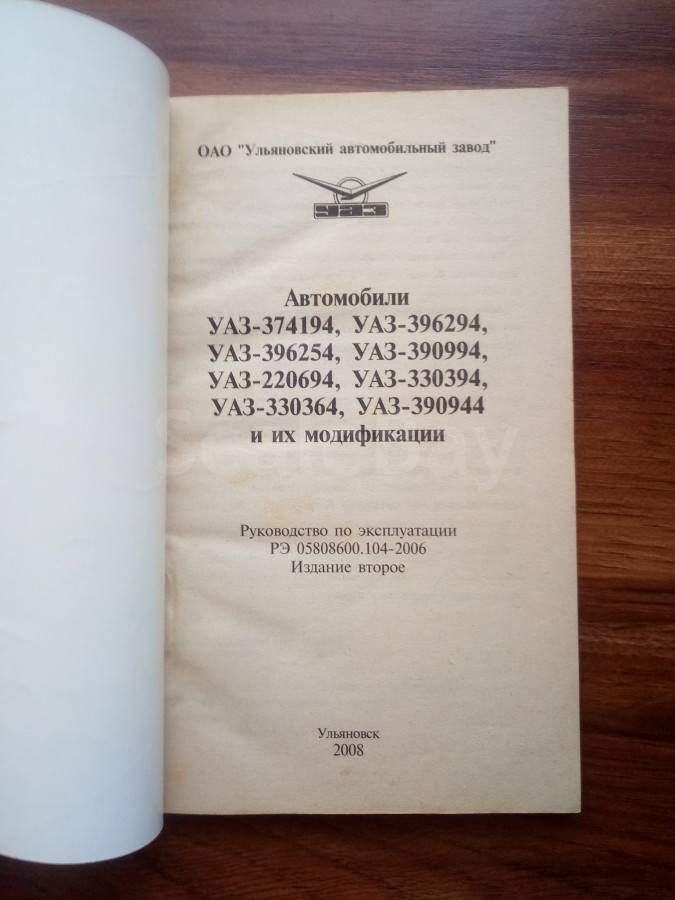 ОАО "Ульяновский автомобильный завод"
УАЗ
Автомобили
УАЗ-374194, УАЗ-396294,
УАЗ-396254, УАЗ-390994,
УАЗ-220694, УАЗ-330394,
УАЗ-330364, УАЗ-390944
и их модификации
Руководство по эксплуатации
РЭ 05808600.104-2006
Издание второе
Ульяновск
2008